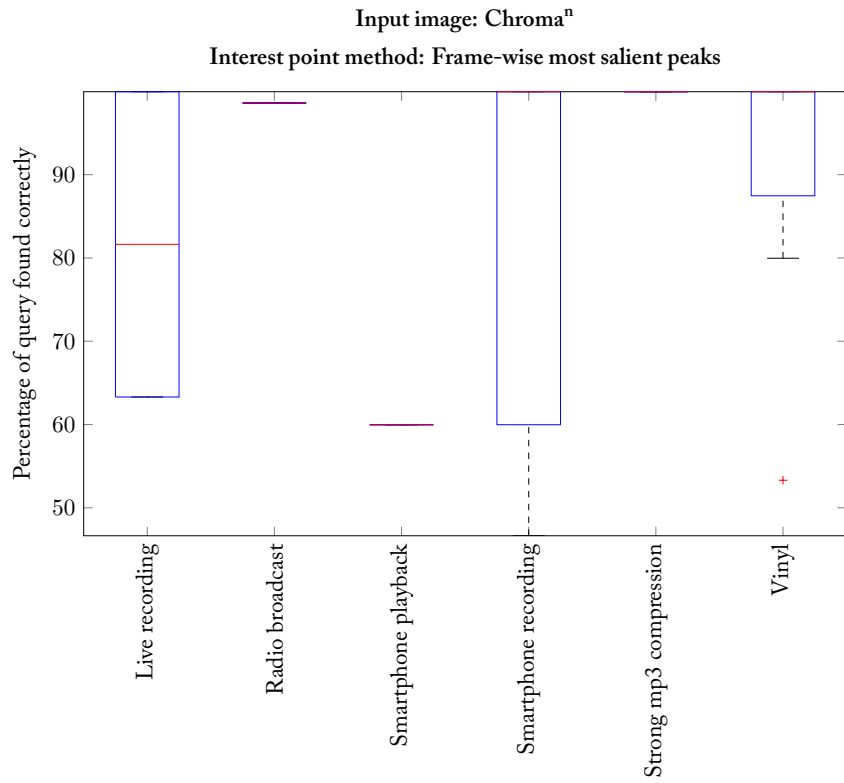 Input image: Chromaⁿ
Interest point method: Frame-wise most salient peaks
Percentage of query found correctly
90
80
70
60
50
Live recording
Radio broadcast
Smartphone playback
Smartphone recording
Strong mp3 compression
Vinyl